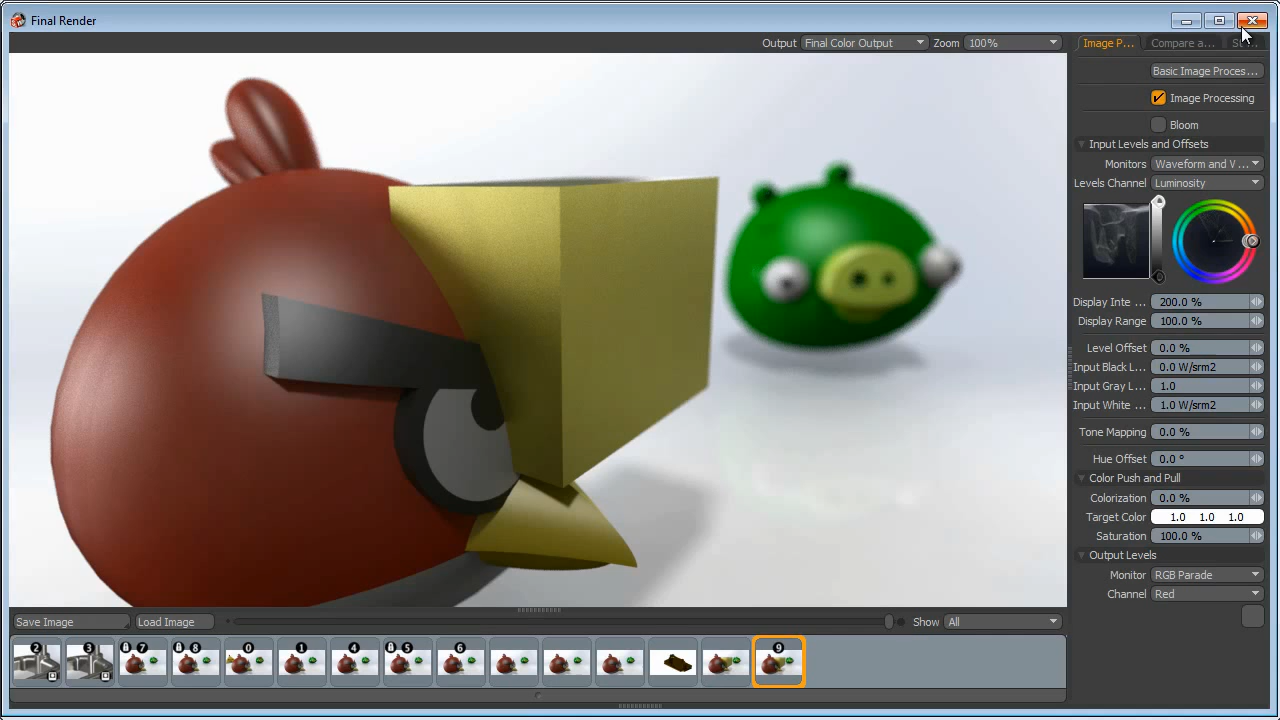 Final Render
Output Final Color Output Zoom 100%
Image P... Compare a...
Basic Image Proces...
Image Processing
Bloom
Input Levels and Offsets
Monitors Waveform and V ...
Levels Channel Luminosity
Display Inte ... 200.0 %
Display Range 100.0 %
Level Offset 0.0 %
Input Black L... 0.0 W/srm2
Input Gray L... 1.0
Input White ... 1.0 W/srm2
Tone Mapping 0.0 %
Hue Offset 0.0 °
Color Push and Pull
Colorization 0.0 %
Target Color 1.0 1.0 1.0
Saturation 100.0 %
Output Levels
Monitor RGB Parade
Channel Red
Save Image Load Image Show All
2 3 7 8 0 1 4 5 6 9